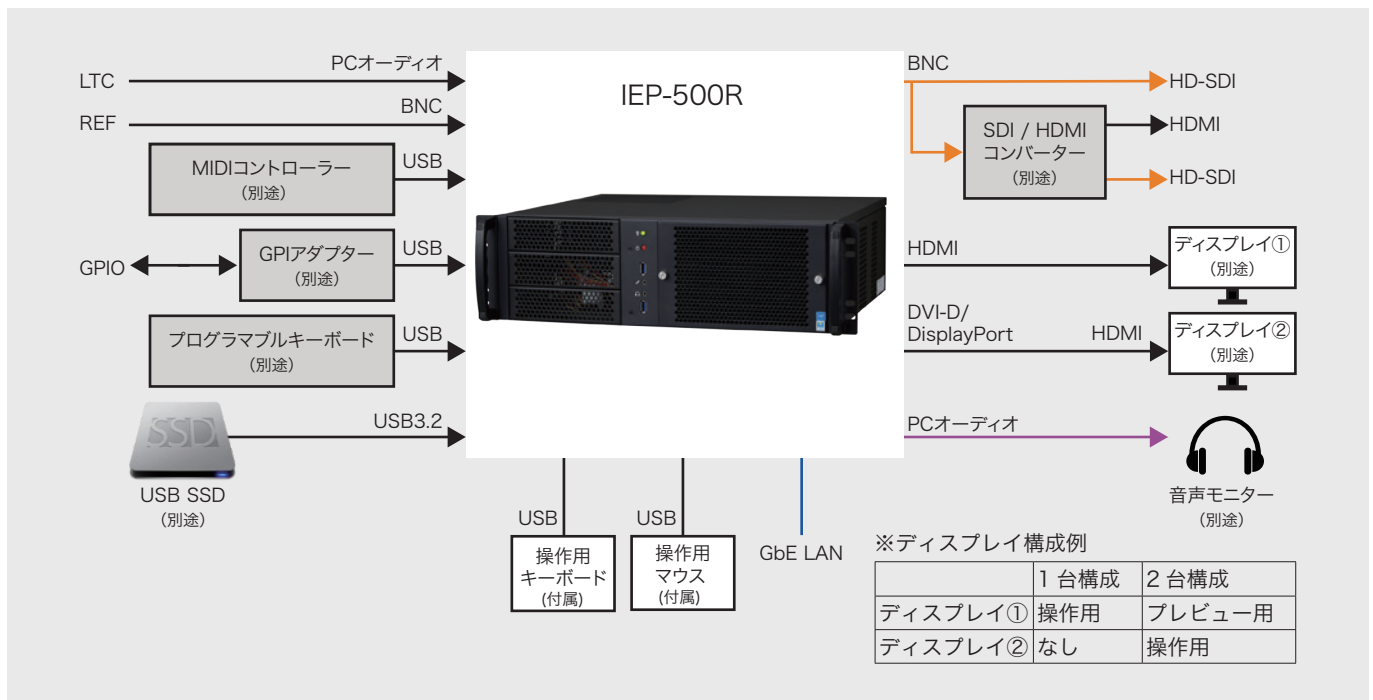 PCオーディオ
LTC
BNC
REF
MIDIコントローラー
(別途)
USB
GPIO
GPIアダプター
(別途)
USB
プログラマブルキーボード
(別途)
USB
SSD
USB3.2
USB SSD
(別途)
IEP-500R
USB
操作用
キーボード
(付属)
USB
操作用
マウス
(付属)
GbE LAN
BNC
HD-SDI
SDI / HDMI
コンバーター
(別途)
HDMI
HD-SDI
HDMI
ディスプレイ①
(別途)
DVI-D/
DisplayPort
HDMI
ディスプレイ②
(別途)
PCオーディオ
音声モニター
(別途)
※ディスプレイ構成例
1 台構成 2 台構成
ディスプレイ① 操作用 プレビュー用
ディスプレイ② なし 操作用